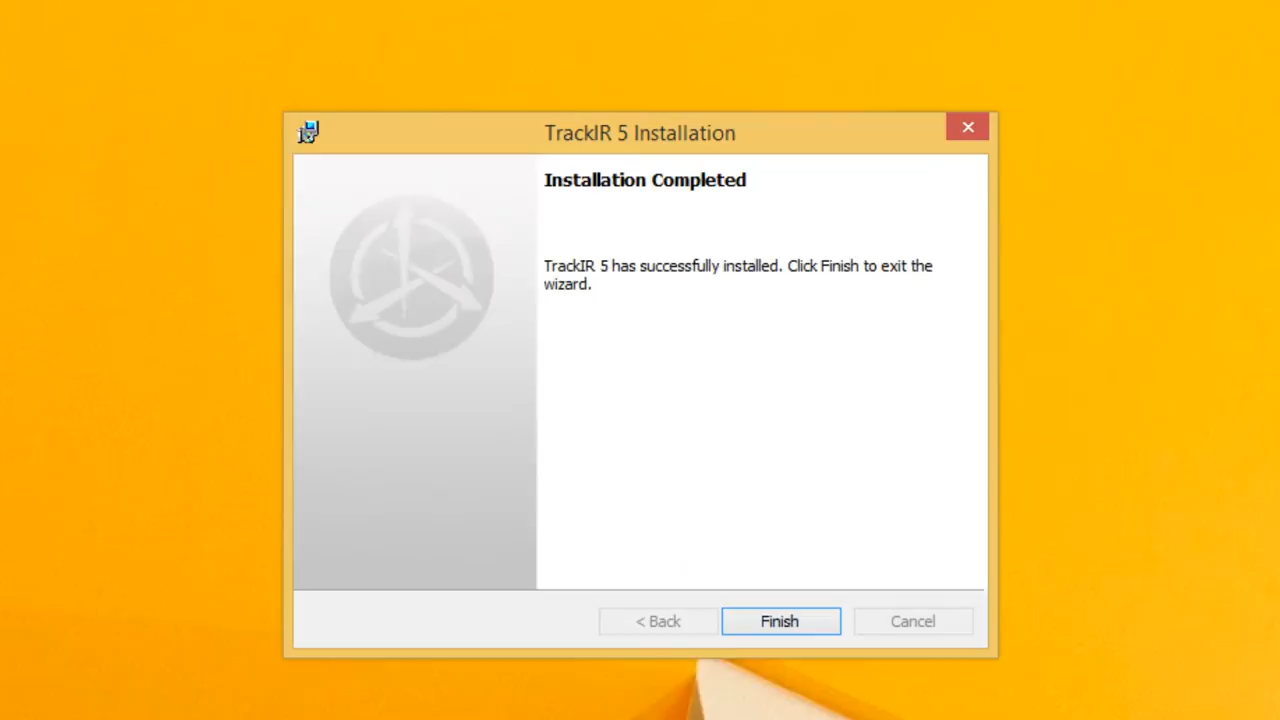 TrackIR 5 Installation
Installation Completed
TrackIR 5 has successfully installed. Click Finish to exit the
wizard.
< Back
Finish
Cancel